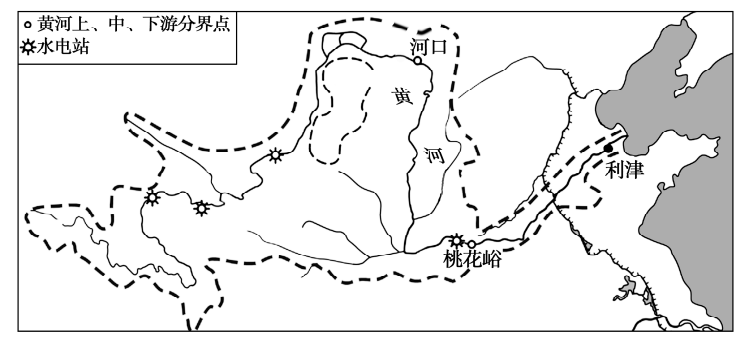 黄河上、中、下游分界点
水电站
河口
黄
河
利津
桃花峪